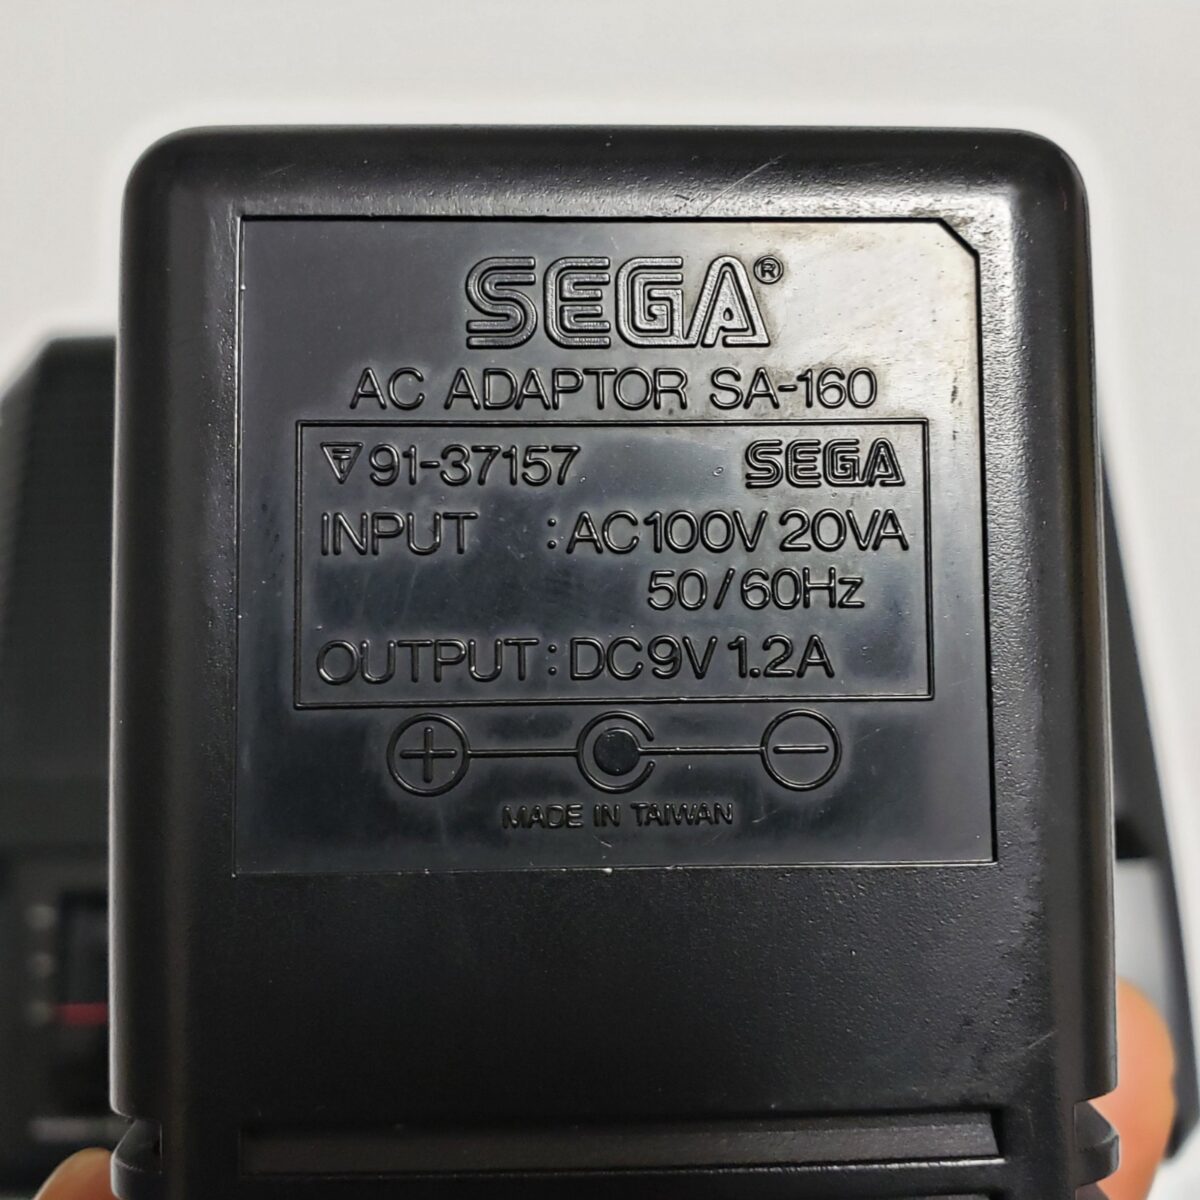 SEGA®
AC ADAPTOR SA-160
T 91-37157 SEGA
INPUT : AC100V 20VA
50/60Hz
OUTPUT : DC9V 1.2A
+ -
MADE IN TAIWAN